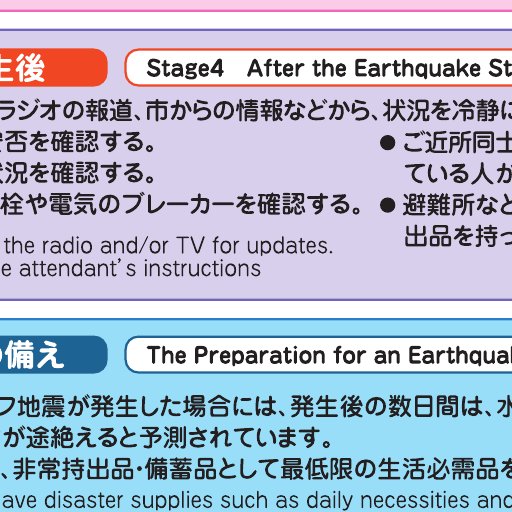 生後
Stage4 After the Earthquake St
ラジオの報道、市からの情報などから、状況を冷静に
安否を確認する。
状況を確認する。
栓や電気のブレーカーを確認する。
● ご近所同士
ている人が
● 避難所など
出品を持っ
the radio and/or TV for updates.
e attendant's instructions
の備え
The Preparation for an Earthqua
フ地震が発生した場合には、発生後の数日間は、水
が途絶えると予測されています。
、非常持出品・備蓄品として最低限の生活必需品を
ave disaster supplies such as daily necessities and